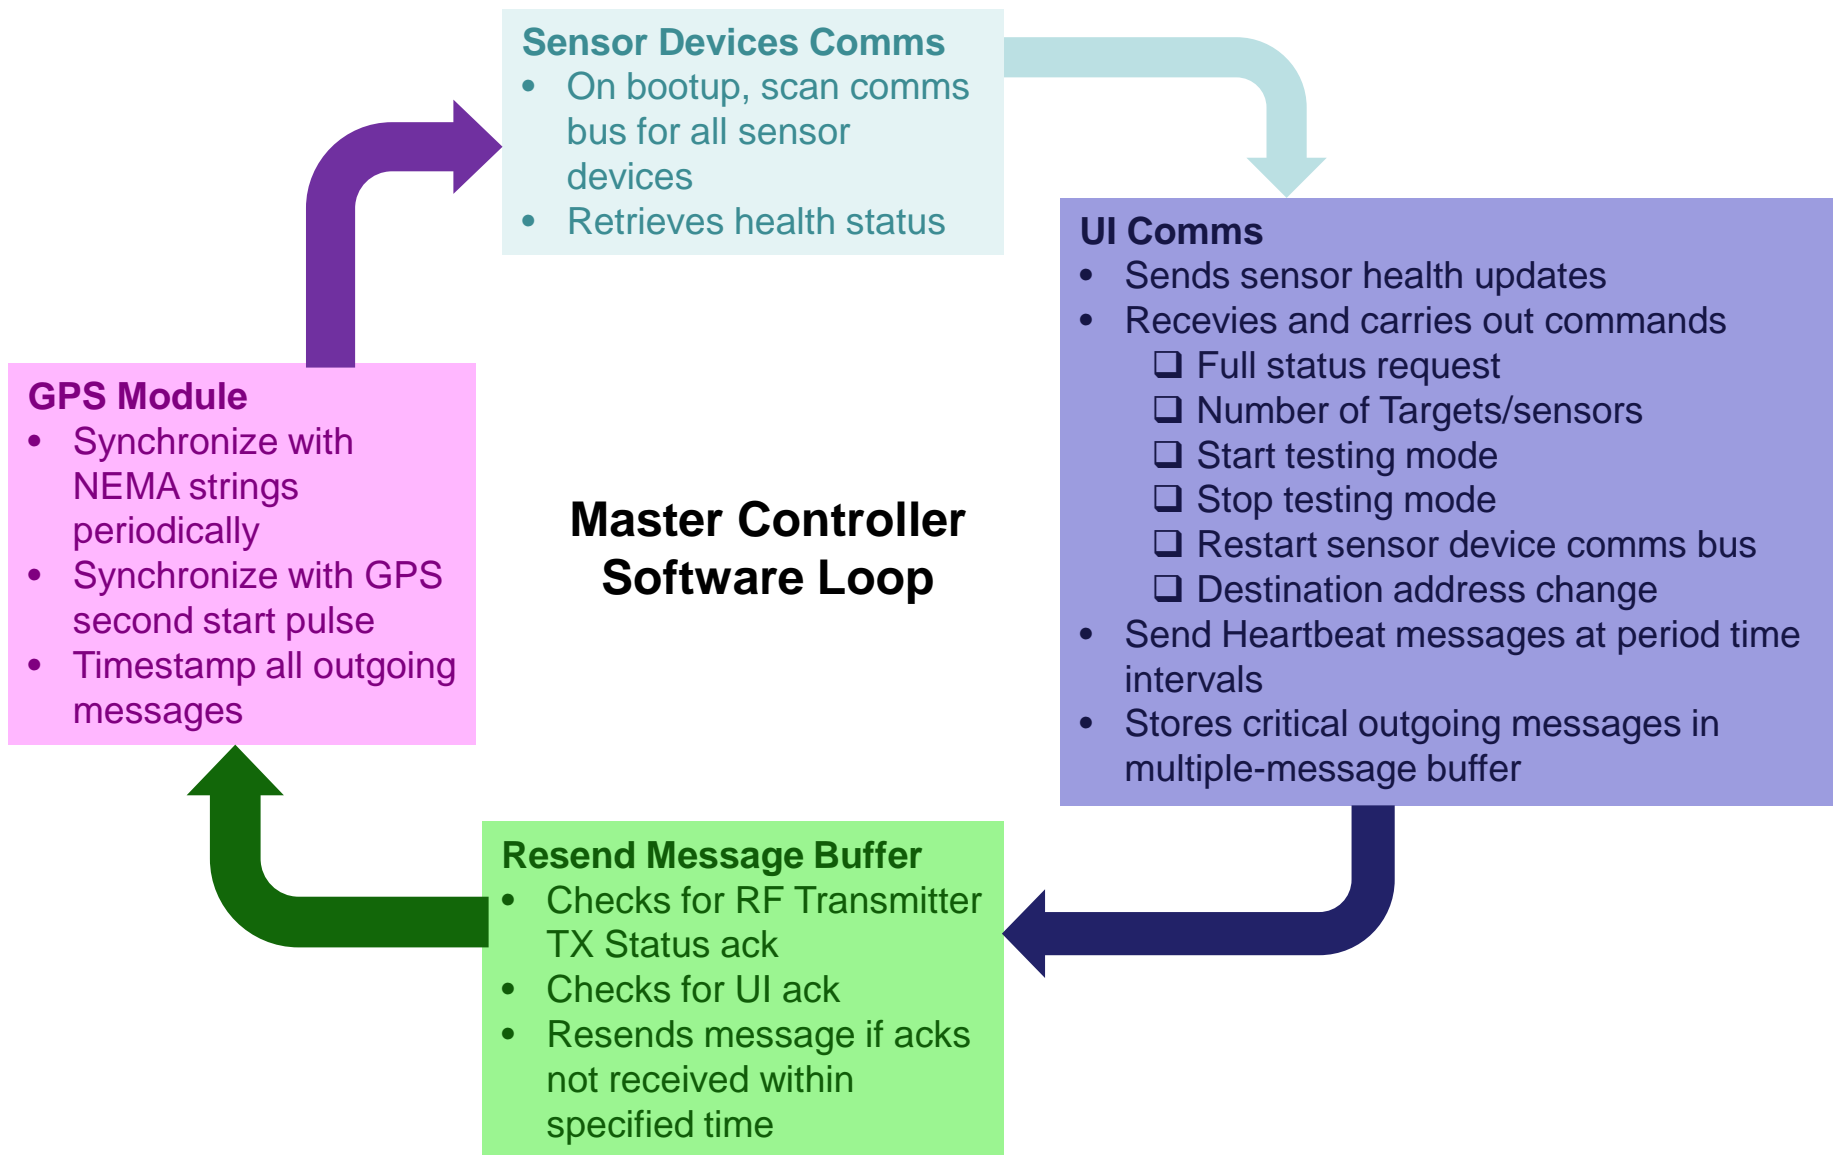 Sensor Devices Comms
• On bootup, scan comms
bus for all sensor
devices
• Retrieves health status
UI Comms
• Sends sensor health updates
• Recevies and carries out commands
❑ Full status request
❑ Number of Targets/sensors
❑ Start testing mode
❑ Stop testing mode
❑ Restart sensor device comms bus
❑ Destination address change
• Send Heartbeat messages at period time
intervals
• Stores critical outgoing messages in
multiple-message buffer
GPS Module
• Synchronize with
NEMA strings
periodically
• Synchronize with GPS
second start pulse
• Timestamp all outgoing
messages
Master Controller
Software Loop
Resend Message Buffer
• Checks for RF Transmitter
TX Status ack
• Checks for UI ack
• Resends message if acks
not received within
specified time